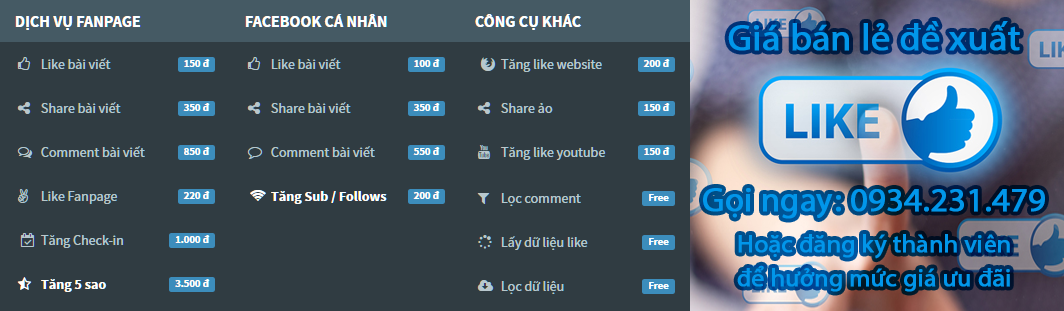 DỊCH VỤ FANPAGE
Like bài viết 150 đ
Share bài viết 350 đ
Comment bài viết 850 đ
Like Fanpage 220 đ
Tăng Check-in 1.000 đ
Tăng 5 sao 3.500 đ
FACEBOOK CÁ NHÂN
Like bài viết 100 đ
Share bài viết 350 đ
Comment bài viết 550 đ
Tăng Sub / Follows 200 đ
CÔNG CỤ KHÁC
Tăng like website 200 đ
Share ảo 150 đ
Tăng like youtube 150 đ
Lọc comment Free
Lấy dữ liệu like Free
Lọc dữ liệu Free
Giá bán lẻ đề xuất
LIKE
Gọi ngay: 0934.231.479
Hoặc đăng ký thành viên
để hưởng mức giá ưu đãi